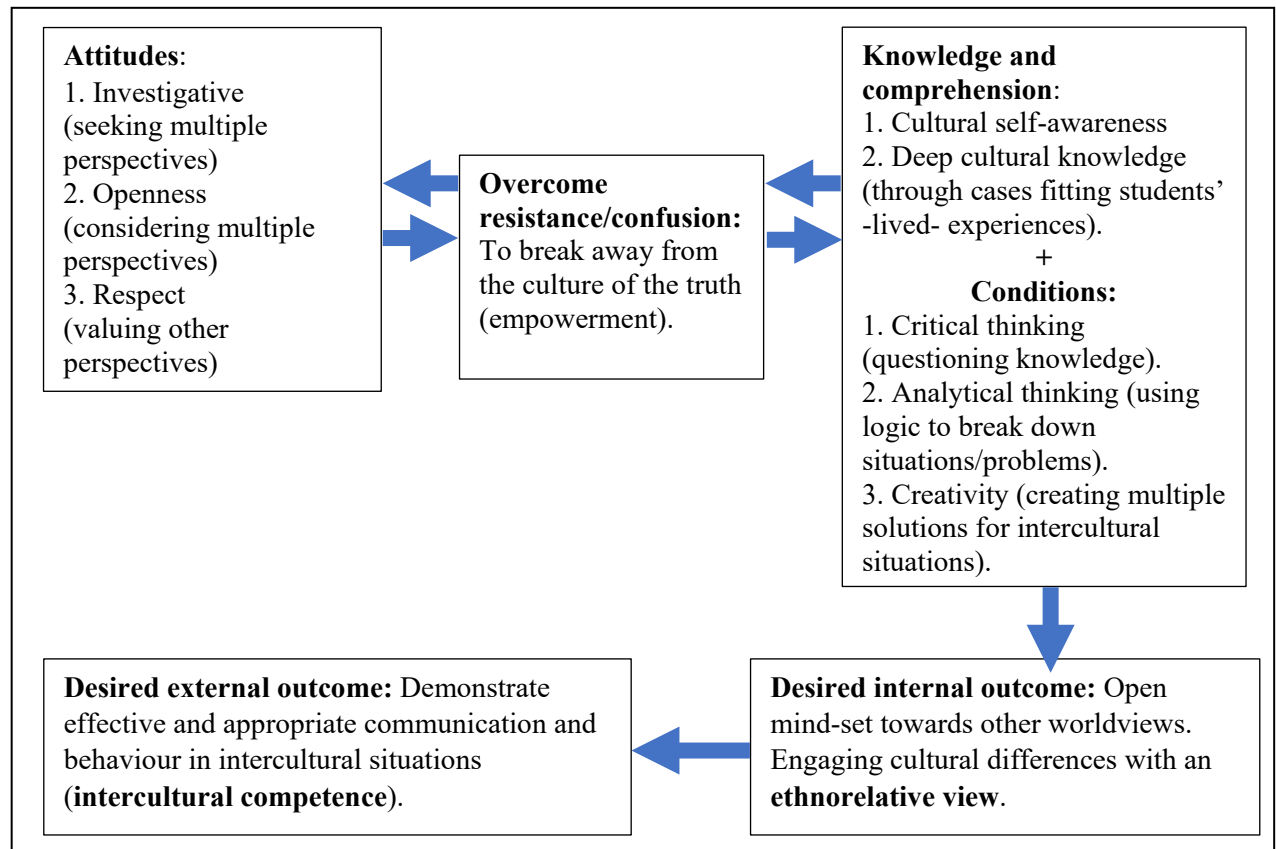 Attitudes:
1. Investigative
(seeking multiple
perspectives)
2. Openness
(considering multiple
perspectives)
3. Respect
(valuing other
perspectives)
Overcome
resistance/confusion:
To break away from
the culture of the truth
(empowerment).
Knowledge and
comprehension:
1. Cultural self-awareness
2. Deep cultural knowledge
(through cases fitting students’
-lived- experiences).
+
Conditions:
1. Critical thinking
(questioning knowledge).
2. Analytical thinking (using
logic to break down
situations/problems).
3. Creativity (creating multiple
solutions for intercultural
situations).
Desired internal outcome: Open
mind-set towards other worldviews.
Engaging cultural differences with an
ethnorelative view.
Desired external outcome: Demonstrate
effective and appropriate communication and
behaviour in intercultural situations
(intercultural competence).